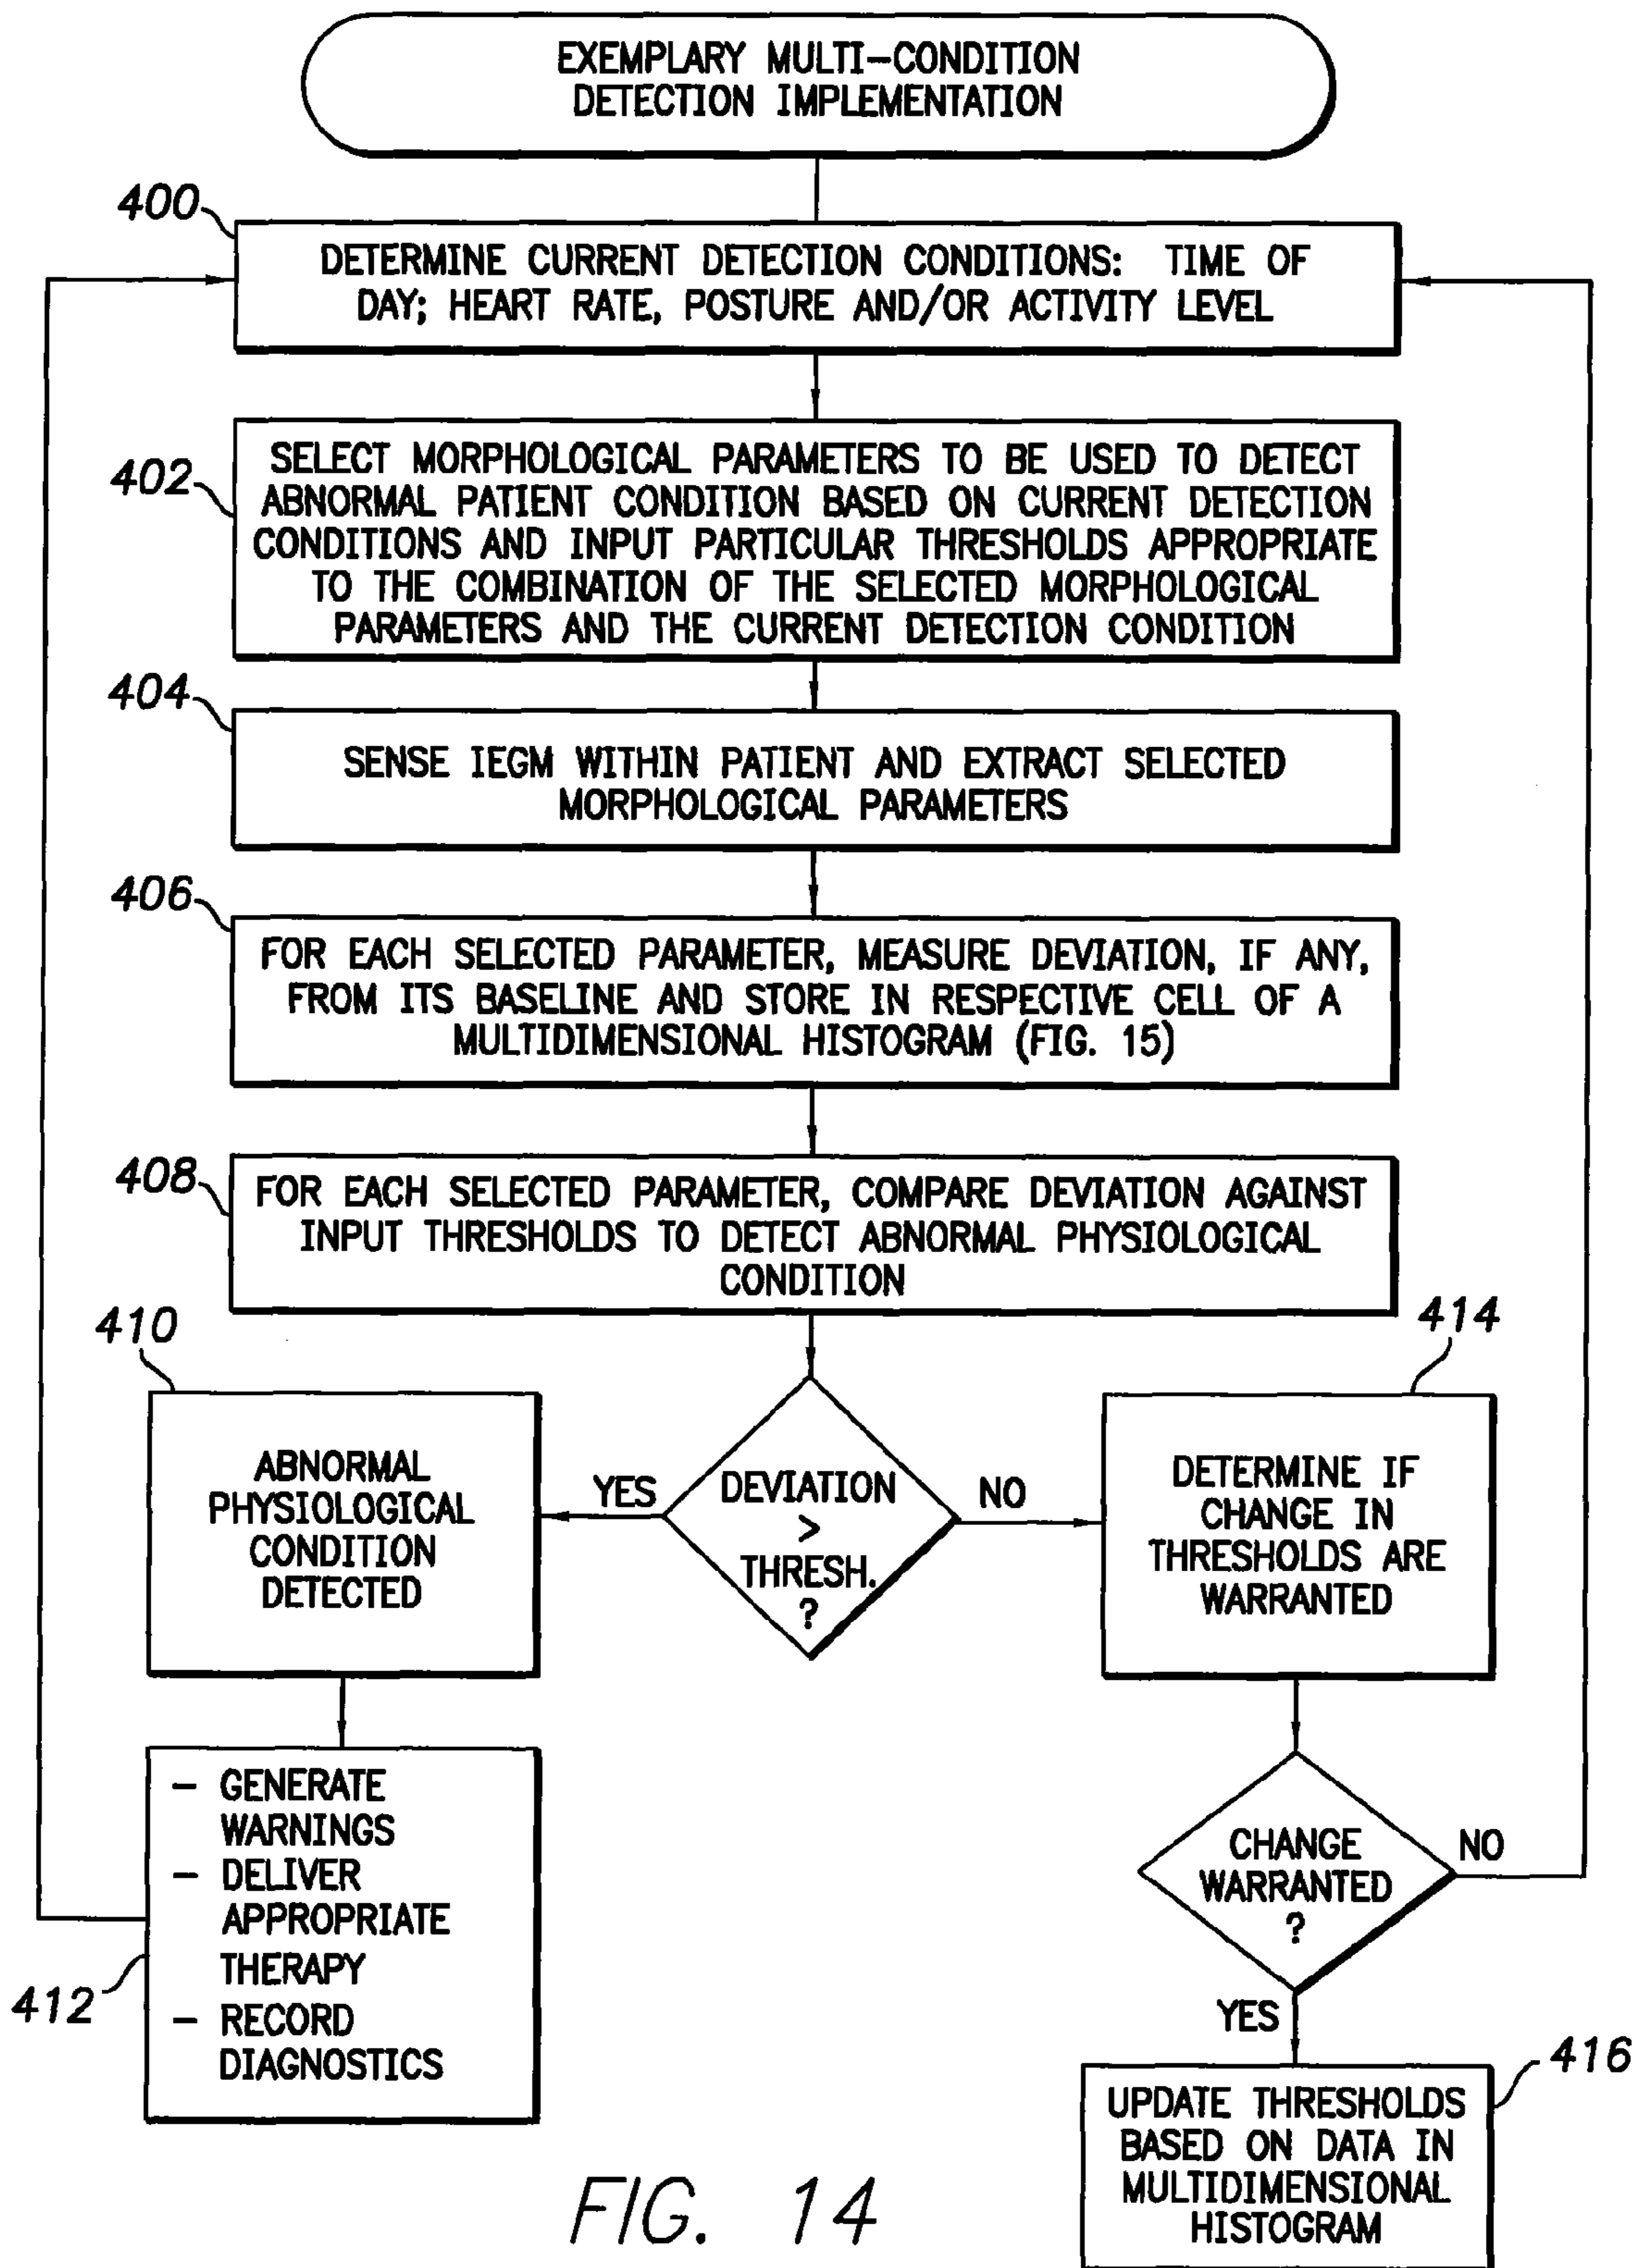 EXEMPLARY MULTI-CONDITION
DETECTION IMPLEMENTATION
400
DETERMINE CURRENT DETECTION CONDITIONS: TIME OF
DAY; HEART RATE, POSTURE AND/OR ACTIVITY LEVEL
402
SELECT MORPHOLOGICAL PARAMETERS TO BE USED TO DETECT
ABNORMAL PATIENT CONDITION BASED ON CURRENT DETECTION
CONDITIONS AND INPUT PARTICULAR THRESHOLDS APPROPRIATE
TO THE COMBINATION OF THE SELECTED MORPHOLOGICAL
PARAMETERS AND THE CURRENT DETECTION CONDITION
404
SENSE IEGM WITHIN PATIENT AND EXTRACT SELECTED
MORPHOLOGICAL PARAMETERS
406
FOR EACH SELECTED PARAMETER, MEASURE DEVIATION, IF ANY,
FROM ITS BASELINE AND STORE IN RESPECTIVE CELL OF A
MULTIDIMENSIONAL HISTOGRAM (FIG. 15)
408
FOR EACH SELECTED PARAMETER, COMPARE DEVIATION AGAINST
INPUT THRESHOLDS TO DETECT ABNORMAL PHYSIOLOGICAL
CONDITION
410
ABNORMAL
PHYSIOLOGICAL
CONDITION
DETECTED
YES
DEVIATION
>
THRESH.
?
NO
414
DETERMINE IF
CHANGE IN
THRESHOLDS ARE
WARRANTED
412
- GENERATE
WARNINGS
- DELIVER
APPROPRIATE
THERAPY
- RECORD
DIAGNOSTICS
CHANGE
WARRANTED
?
NO
YES
416
UPDATE THRESHOLDS
BASED ON DATA IN
MULTIDIMENSIONAL
HISTOGRAM
FIG. 14